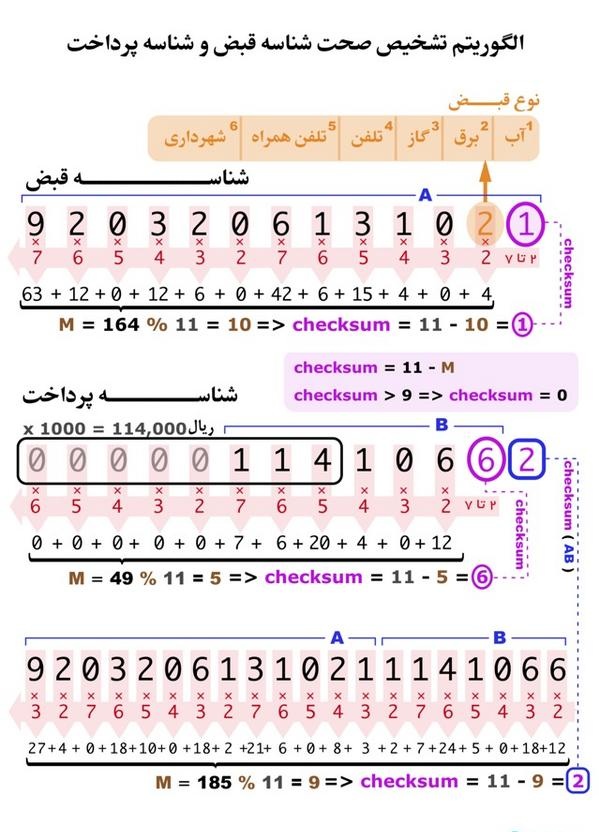 الگوریتم تشخیص صحت شناسه قبض و شناسه پرداخت
نوع قبـــــض
1 آب 2 برق 3 گاز 4 تلفن 5 تلفن همراه 6 شهرداری
شناســـــــــــــــه قبض
A
9 2 0 3 2 0 6 1 3 1 0 2 1
× × × × × × × × × × × ×
7 6 5 4 3 2 7 6 5 4 3 2 ۲ تا ۷
63 + 12 + 0 + 12 + 6 + 0 + 42 + 6 + 15 + 4 + 0 + 4
M = 164 % 11 = 10 => checksum = 11 - 10 = 1
checksum
checksum = 11 - M
checksum > 9 => checksum = 0
شناســـــــــــــــه پرداخت
x 1000 = 114,000 ریال
B
0 0 0 0 0 1 1 4 1 0 6 6 2
× × × × × × × × × × ×
6 5 4 3 2 7 6 5 4 3 2 ۲ تا ۷
0 + 0 + 0 + 0 + 0 + 7 + 6 + 20 + 4 + 0 + 12
M = 49 % 11 = 5 => checksum = 11 - 5 = 6
checksum
checksum ( AB )
A B
9 2 0 3 2 0 6 1 3 1 0 2 1 1 1 4 1 0 6 6
× × × × × × × × × × × × × × × × × × × ×
3 2 7 6 5 4 3 2 7 6 5 4 3 2 7 6 5 4 3 2
27+4 + 0+18+10+0 +18+ 2 +21+ 6 + 0 + 8 + 3 +2+ 7 +24+ 5 + 0 +18+12
M = 185 % 11 = 9 => checksum = 11 - 9 = 2